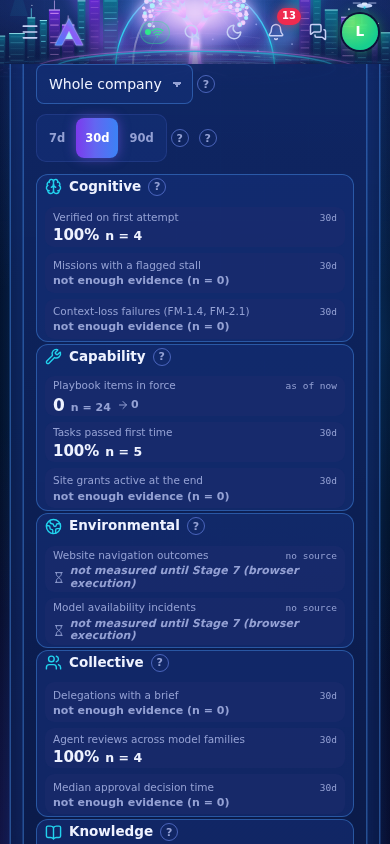 13
L
Whole company
?
7d
30d
90d
?
?
Cognitive
?
Verified on first attempt
30d
100% n = 4
Missions with a flagged stall
30d
not enough evidence (n = 0)
Context-loss failures (FM-1.4, FM-2.1)
30d
not enough evidence (n = 0)
Capability
?
Playbook items in force
as of now
0 n = 24 → 0
Tasks passed first time
30d
100% n = 5
Site grants active at the end
30d
not enough evidence (n = 0)
Environmental
?
Website navigation outcomes
no source
not measured until Stage 7 (browser
execution)
Model availability incidents
no source
not measured until Stage 7 (browser
execution)
Collective
?
Delegations with a brief
30d
not enough evidence (n = 0)
Agent reviews across model families
30d
100% n = 4
Median approval decision time
30d
not enough evidence (n = 0)
Knowledge
?